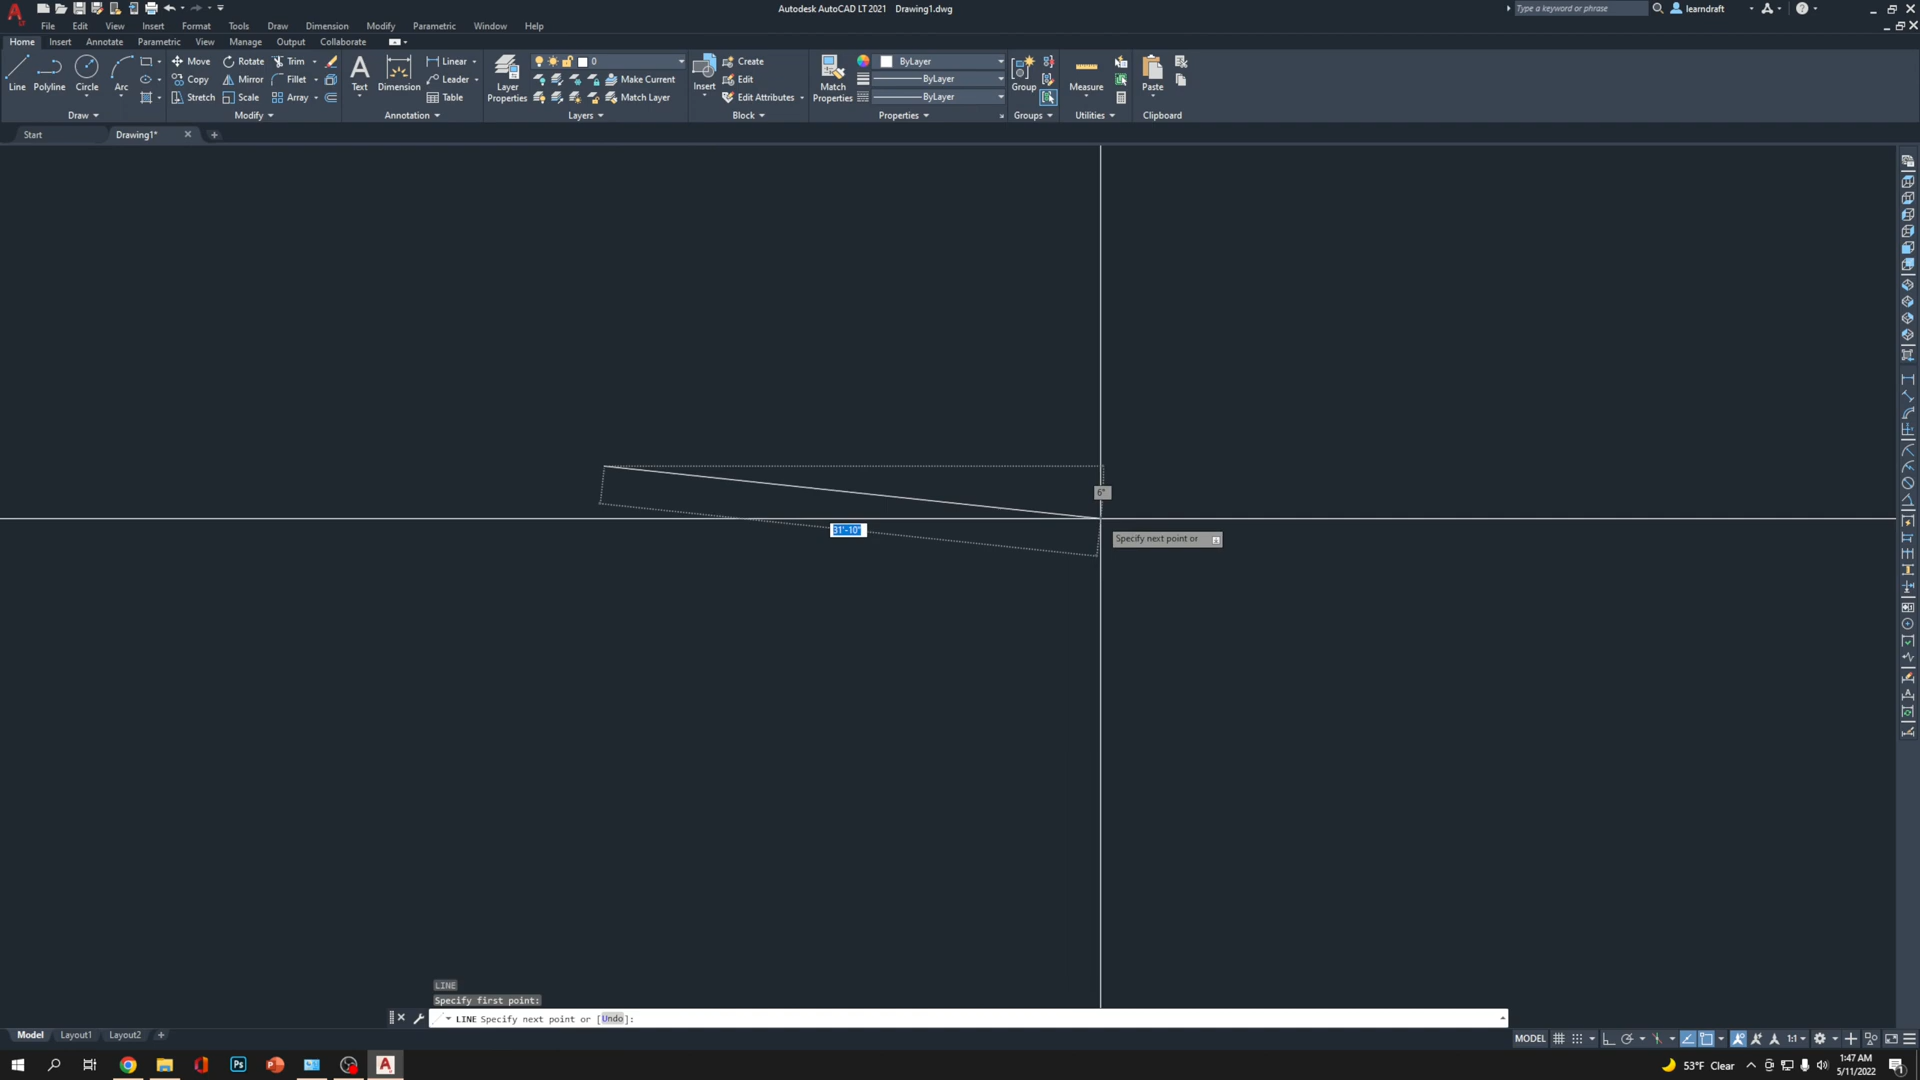 Autodesk AutoCAD LT 2021 Drawing1.dwg
Type a keyword or phrase
learndraft
File Edit View Insert Format Tools Draw Dimension Modify Parametric Window Help
Home Insert Annotate Parametric View Manage Output Collaborate
Line Polyline Circle Arc
Move Rotate Trim
Copy Mirror Fillet
Stretch Scale Array
Text Dimension
Linear
Leader
Table
Layer Properties
0
Make Current
Match Layer
Insert
Create
Edit
Edit Attributes
Match Properties
ByLayer
ByLayer
ByLayer
Group
Measure
Paste
Draw Modify Annotation Layers Block Properties Groups Utilities Clipboard
Start Drawing1*
6°
31'-10"
Specify next point or
LINE
Specify first point:
LINE Specify next point or [Undo]:
Model Layout1 Layout2
MODEL 1:1
53°F Clear
1:47 AM
5/11/2022